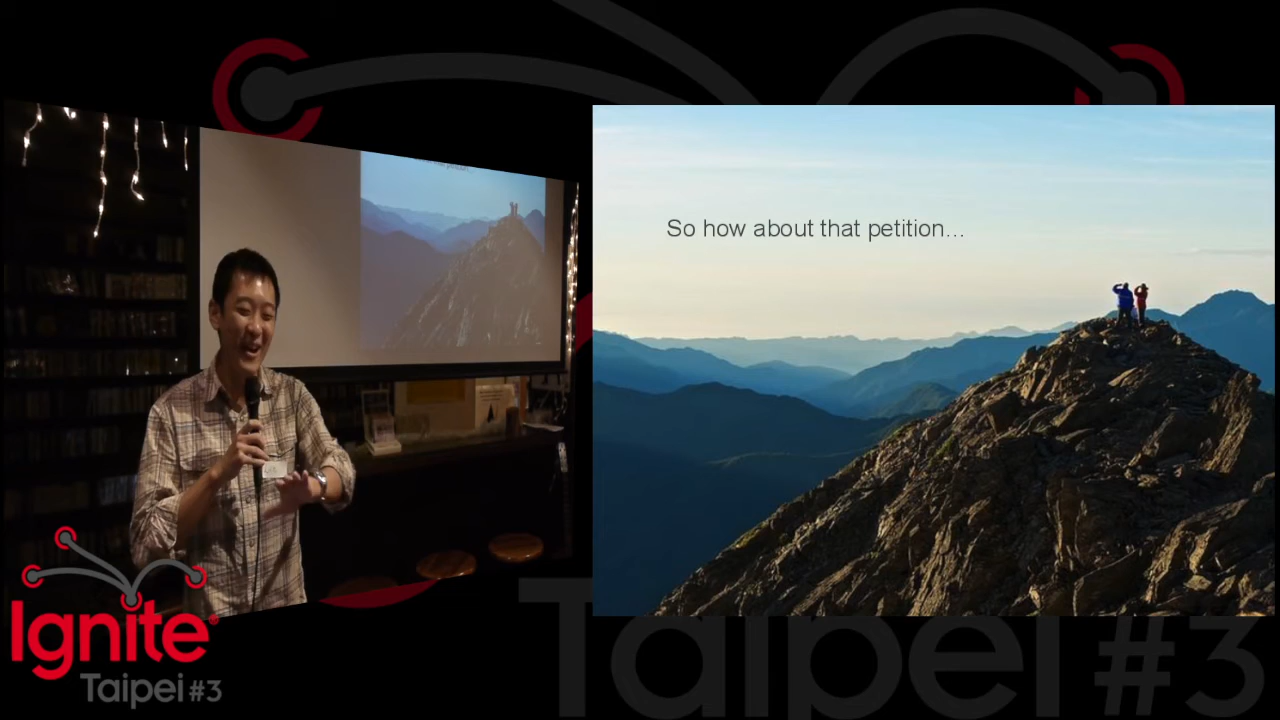 So how about that petition...
Ignite
Taipei #3
Taipei #3